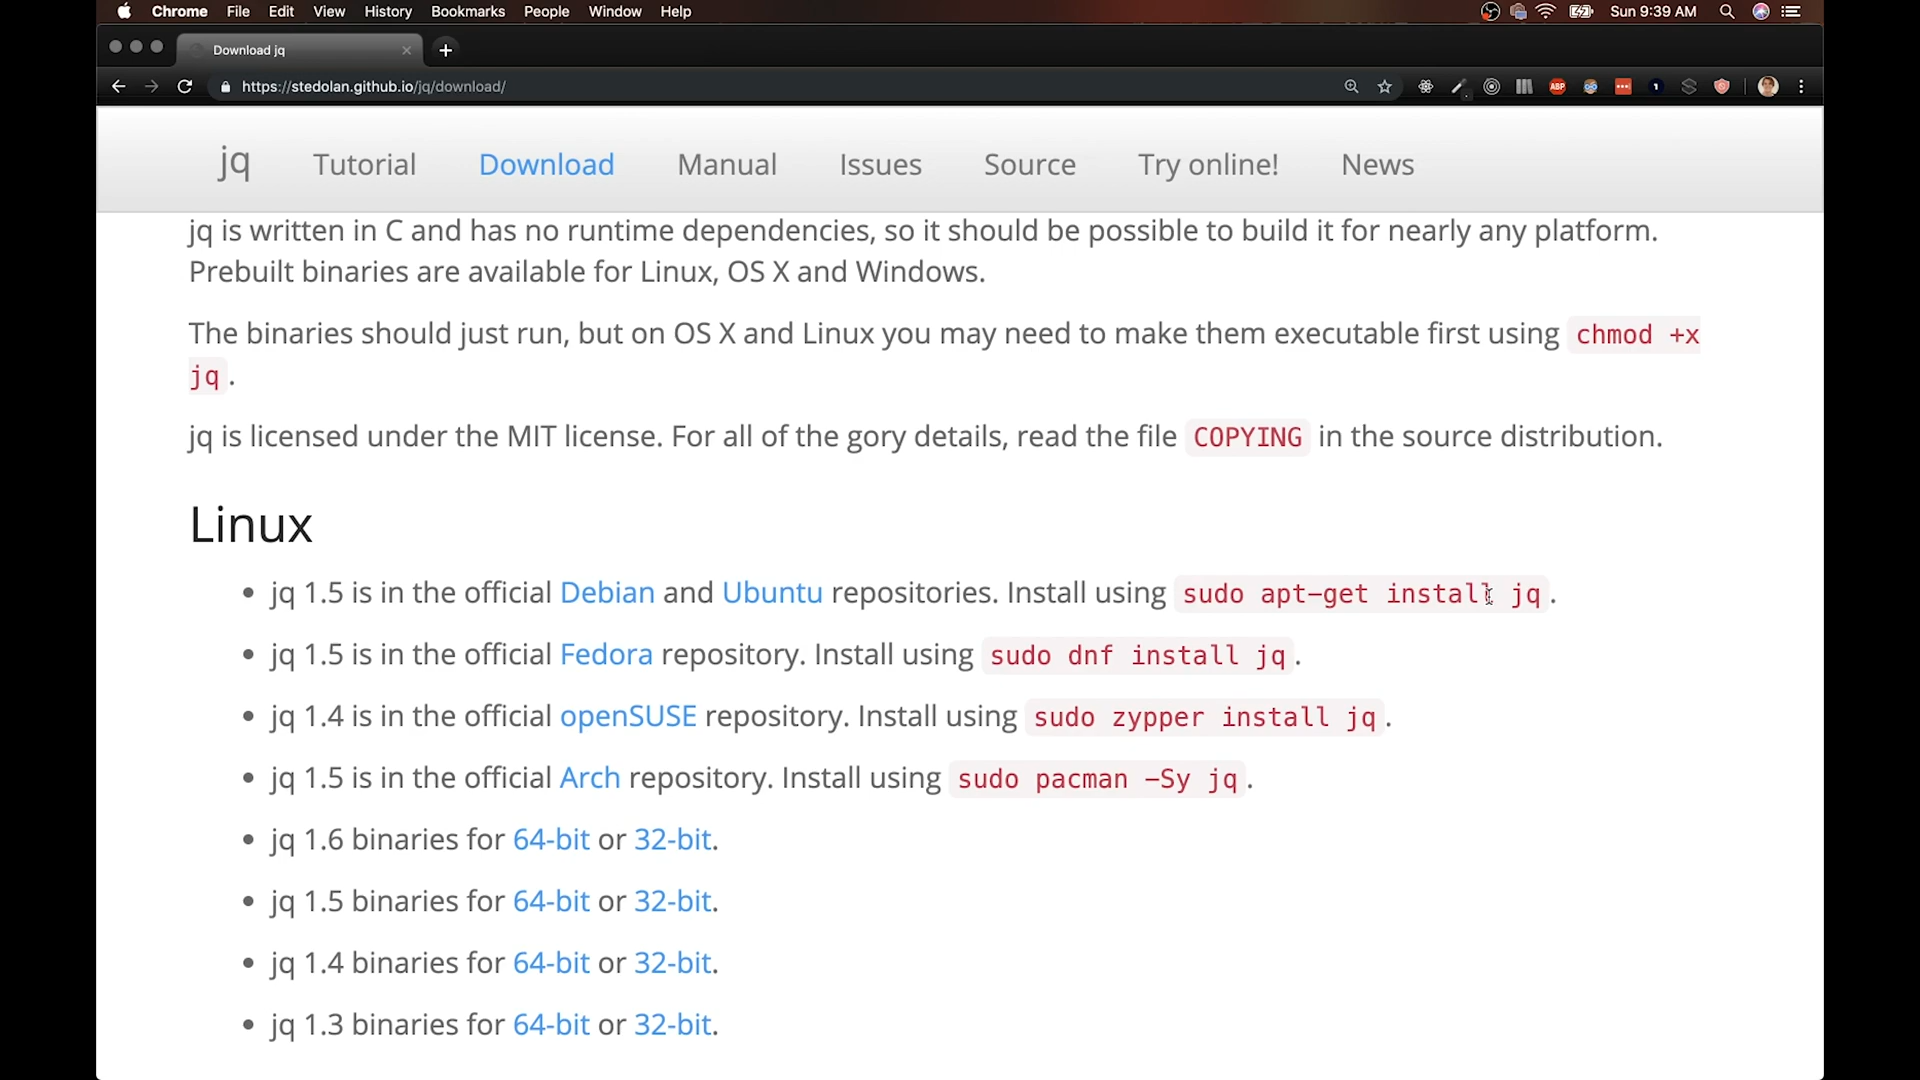 Chrome File Edit View History Bookmarks People Window Help Sun 9:39 AM
Download jq
https://stedolan.github.io/jq/download/
jq Tutorial Download Manual Issues Source Try online! News
jq is written in C and has no runtime dependencies, so it should be possible to build it for nearly any platform.
Prebuilt binaries are available for Linux, OS X and Windows.
The binaries should just run, but on OS X and Linux you may need to make them executable first using chmod +x
jq .
jq is licensed under the MIT license. For all of the gory details, read the file COPYING in the source distribution.
Linux
• jq 1.5 is in the official Debian and Ubuntu repositories. Install using sudo apt-get install jq .
• jq 1.5 is in the official Fedora repository. Install using sudo dnf install jq .
• jq 1.4 is in the official openSUSE repository. Install using sudo zypper install jq .
• jq 1.5 is in the official Arch repository. Install using sudo pacman -Sy jq .
• jq 1.6 binaries for 64-bit or 32-bit.
• jq 1.5 binaries for 64-bit or 32-bit.
• jq 1.4 binaries for 64-bit or 32-bit.
• jq 1.3 binaries for 64-bit or 32-bit.